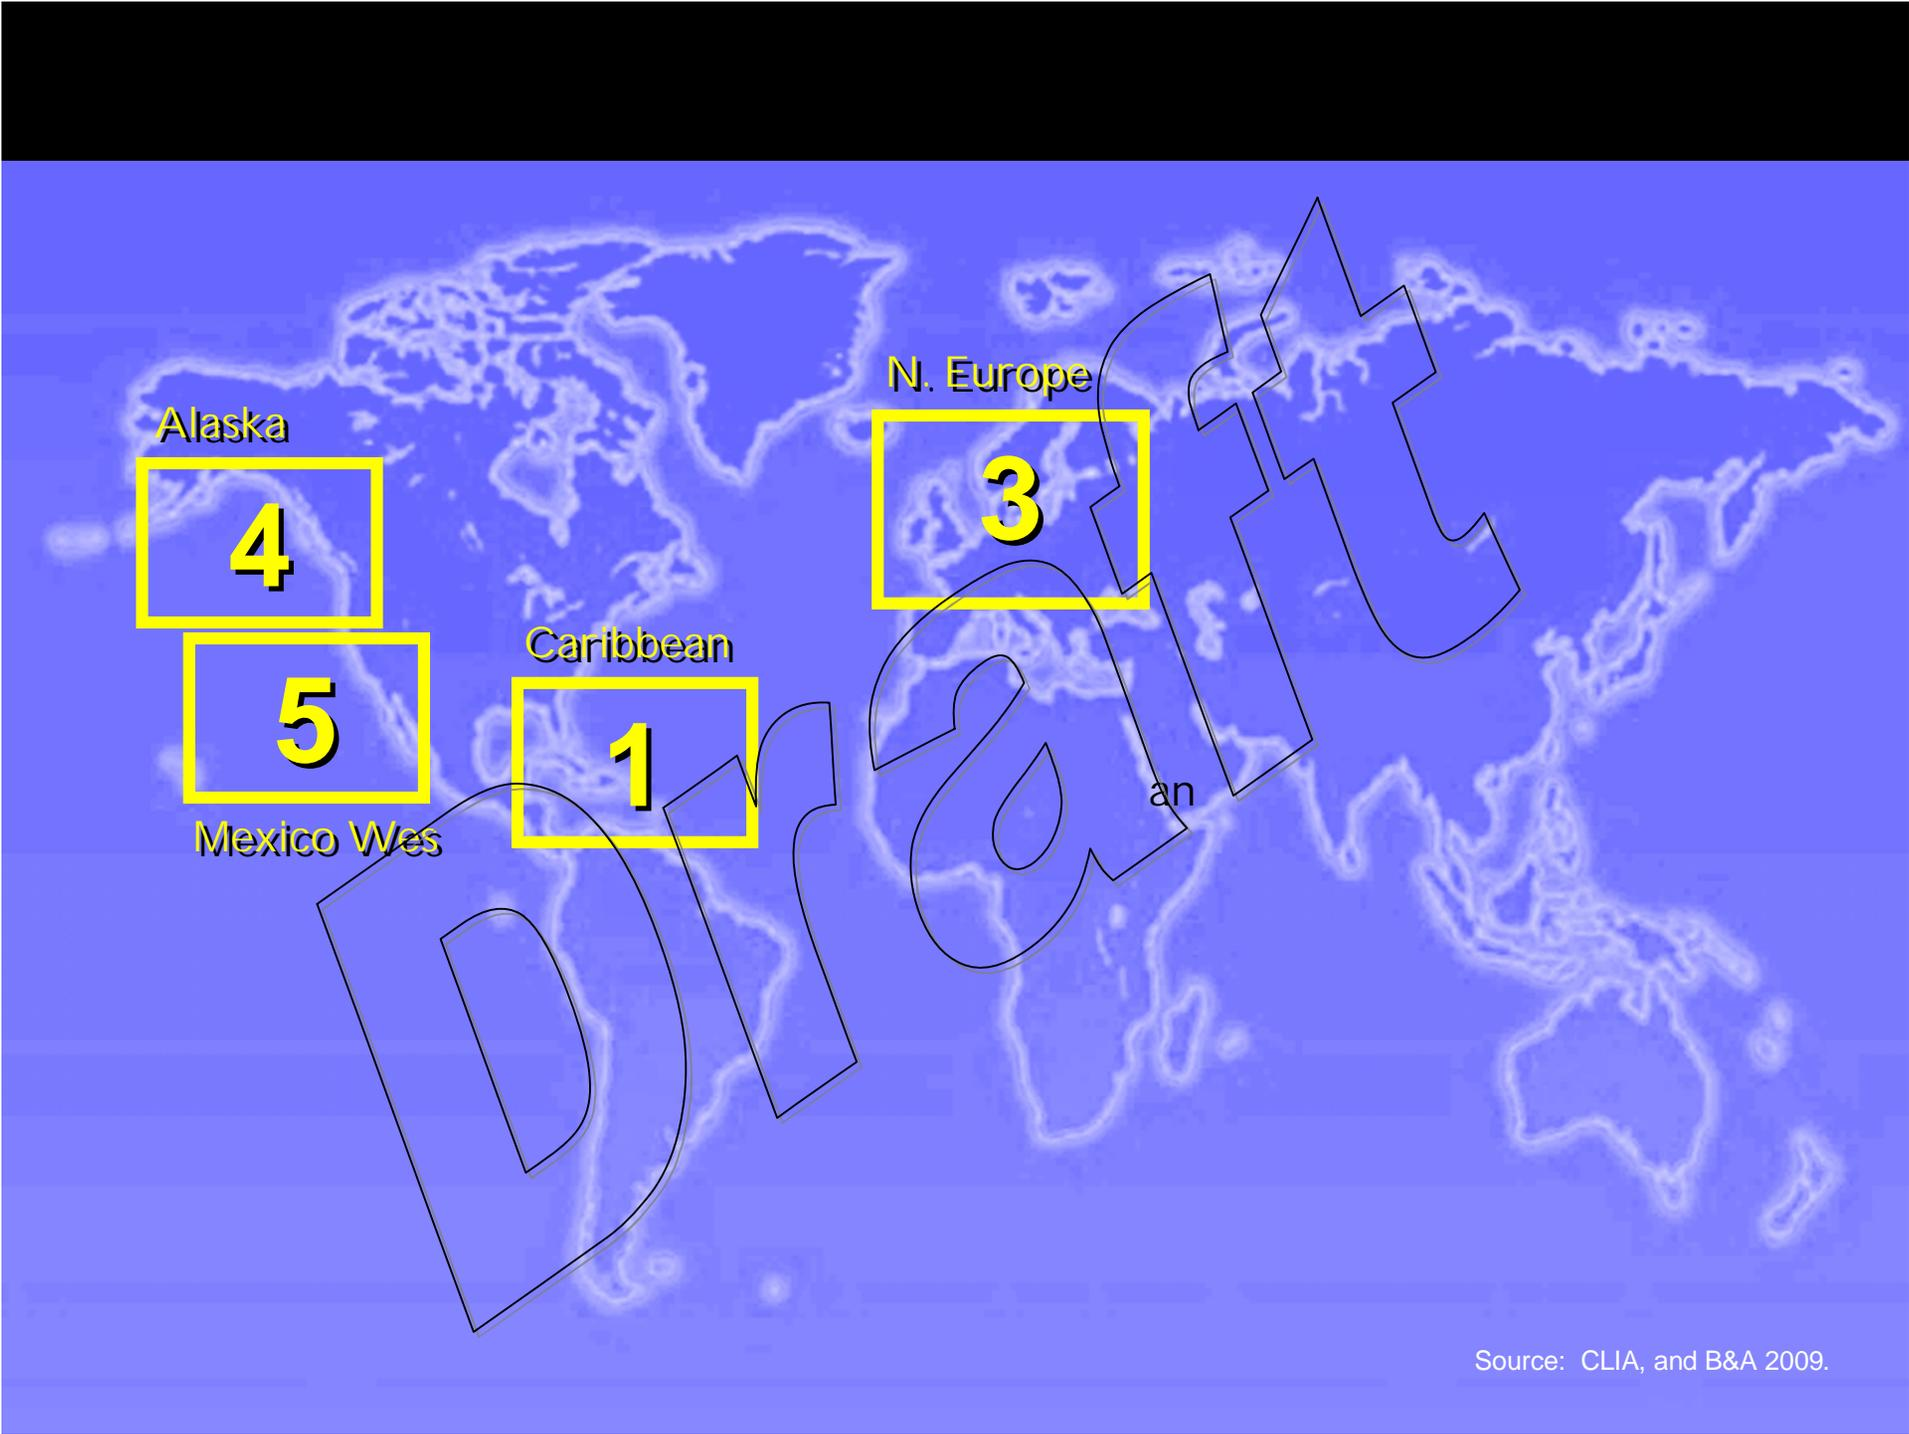 N. Europe
Alaska
3
4
Caribbean
5
1
an
Mexico Wes
Draft
Source: CLIA, and B&A 2009.